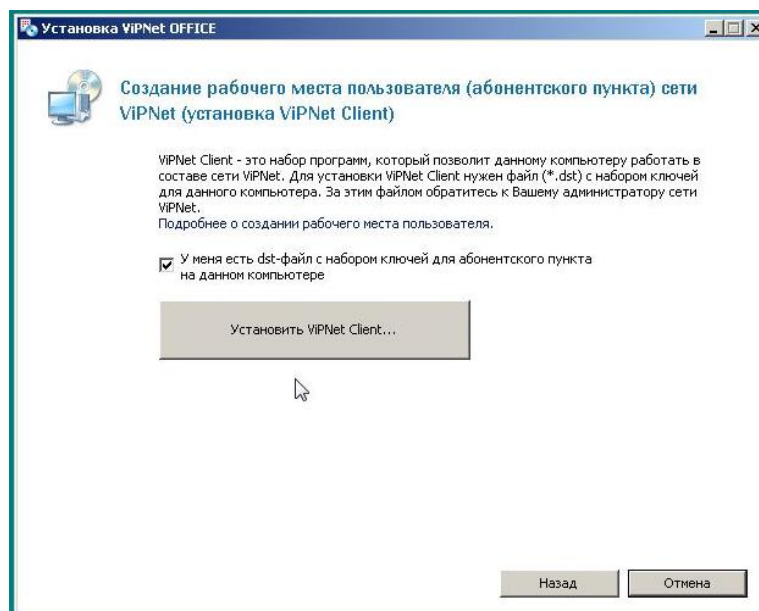 Установка ViPNet OFFICE
Создание рабочего места пользователя (абонентского пункта) сети
ViPNet (установка ViPNet Client)
ViPNet Client - это набор программ, который позволит данному компьютеру работать в
составе сети ViPNet. Для установки ViPNet Client нужен файл (*.dst) с набором ключей
для данного компьютера. За этим файлом обратитесь к Вашему администратору сети
ViPNet.
Подробнее о создании рабочего места пользователя.
У меня есть dst-файл с набором ключей для абонентского пункта
на данном компьютере
Установить ViPNet Client...
Назад
Отмена